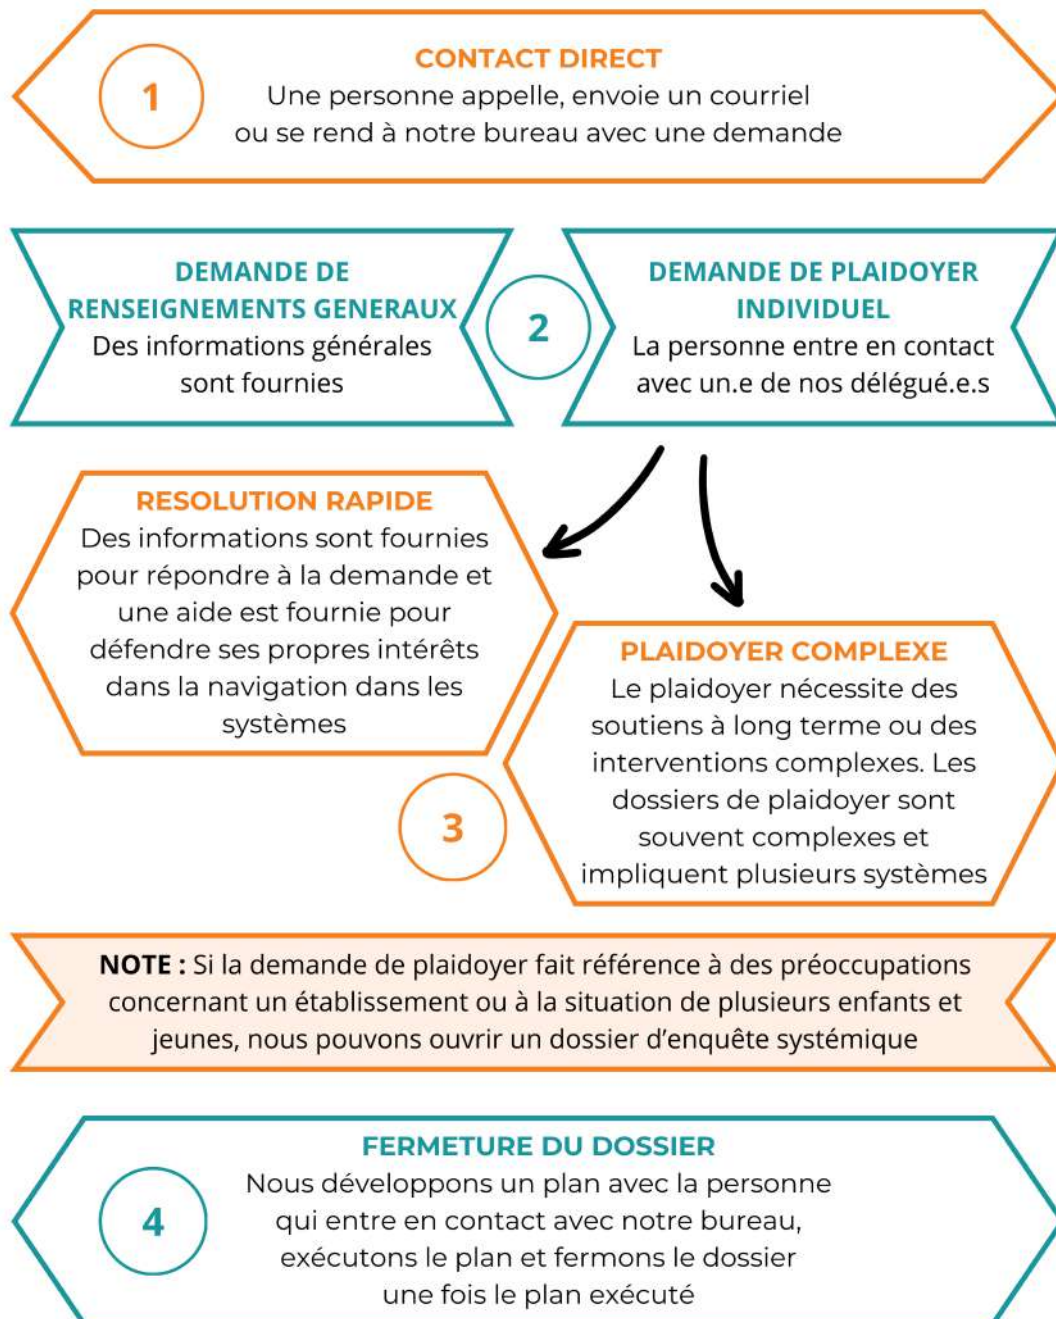 1
CONTACT DIRECT
Une personne appelle, envoie un courriel
ou se rend à notre bureau avec une demande
DEMANDE DE
RENSEIGNEMENTS GENERAUX
Des informations générales
sont fournies
2
DEMANDE DE PLAIDOYER
INDIVIDUEL
La personne entre en contact
avec un.e de nos délégué.e.s
RESOLUTION RAPIDE
Des informations sont fournies
pour répondre à la demande et
une aide est fournie pour
défendre ses propres intérêts
dans la navigation dans les
systèmes
3
PLAIDOYER COMPLEXE
Le plaidoyer nécessite des
soutiens à long terme ou des
interventions complexes. Les
dossiers de plaidoyer sont
souvent complexes et
impliquent plusieurs systèmes
NOTE : Si la demande de plaidoyer fait référence à des préoccupations
concernant un établissement ou à la situation de plusieurs enfants et
jeunes, nous pouvons ouvrir un dossier d’enquête systémique
4
FERMETURE DU DOSSIER
Nous développons un plan avec la personne
qui entre en contact avec notre bureau,
exécutons le plan et fermons le dossier
une fois le plan exécuté